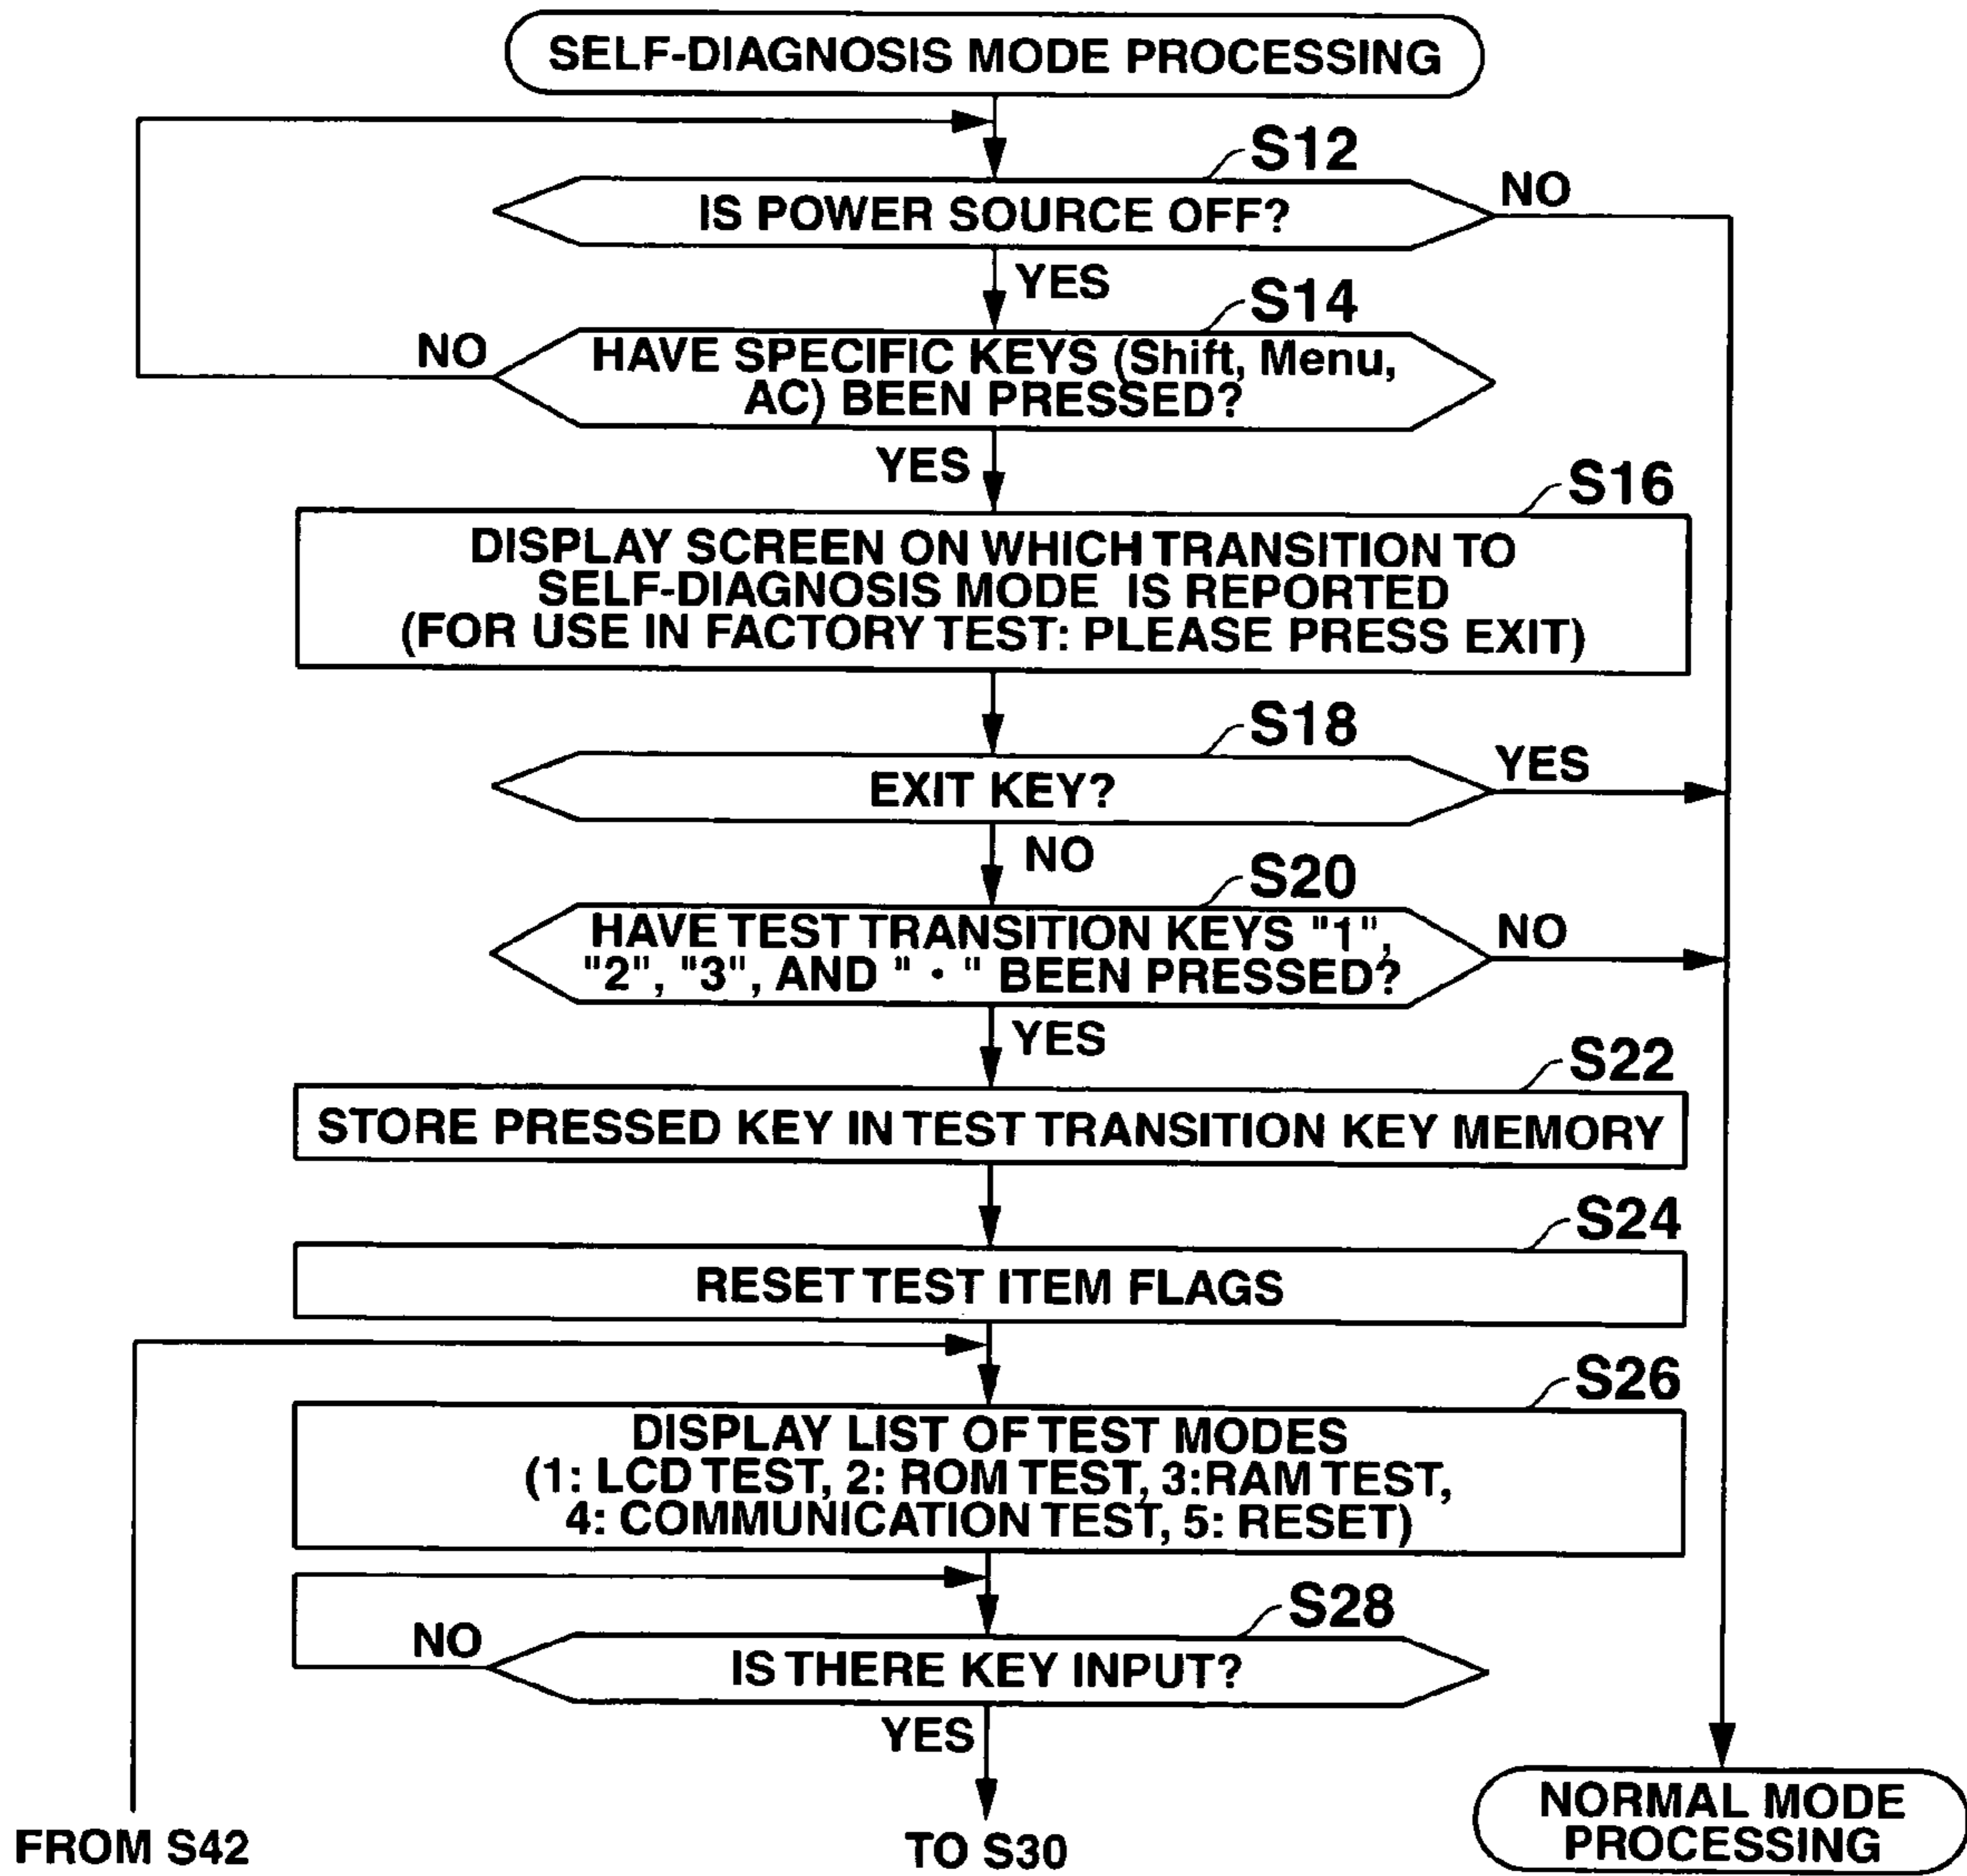 SELF-DIAGNOSIS MODE PROCESSING
S12
IS POWER SOURCE OFF?
NO
YES
S14
NO
HAVE SPECIFIC KEYS (Shift, Menu,
AC) BEEN PRESSED?
YES
S16
DISPLAY SCREEN ON WHICH TRANSITION TO
SELF-DIAGNOSIS MODE IS REPORTED
(FOR USE IN FACTORY TEST: PLEASE PRESS EXIT)
S18
EXIT KEY?
YES
NO
S20
HAVE TEST TRANSITION KEYS "1",
"2", "3", AND " · " BEEN PRESSED?
NO
YES
S22
STORE PRESSED KEY IN TEST TRANSITION KEY MEMORY
S24
RESET TEST ITEM FLAGS
S26
DISPLAY LIST OF TEST MODES
(1: LCD TEST, 2: ROM TEST, 3:RAM TEST,
4: COMMUNICATION TEST, 5: RESET)
S28
NO
IS THERE KEY INPUT?
YES
FROM S42
TO S30
NORMAL MODE
PROCESSING